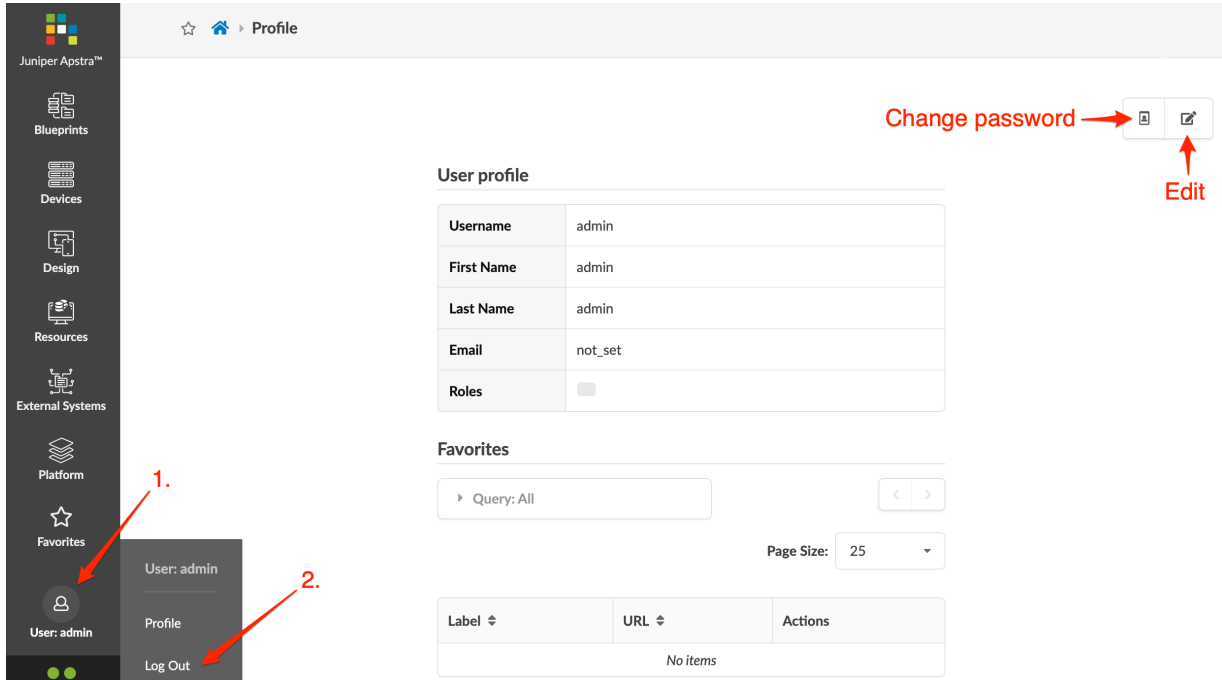 Juniper Apstra™
Blueprints
Devices
Design
Resources
External Systems
Platform
Favorites
User: admin
1.
User: admin
Profile
Log Out
2.
Profile
Change password
Edit
User profile
Username admin
First Name admin
Last Name admin
Email not_set
Roles
Favorites
Query: All
Page Size: 25
Label URL Actions
No items